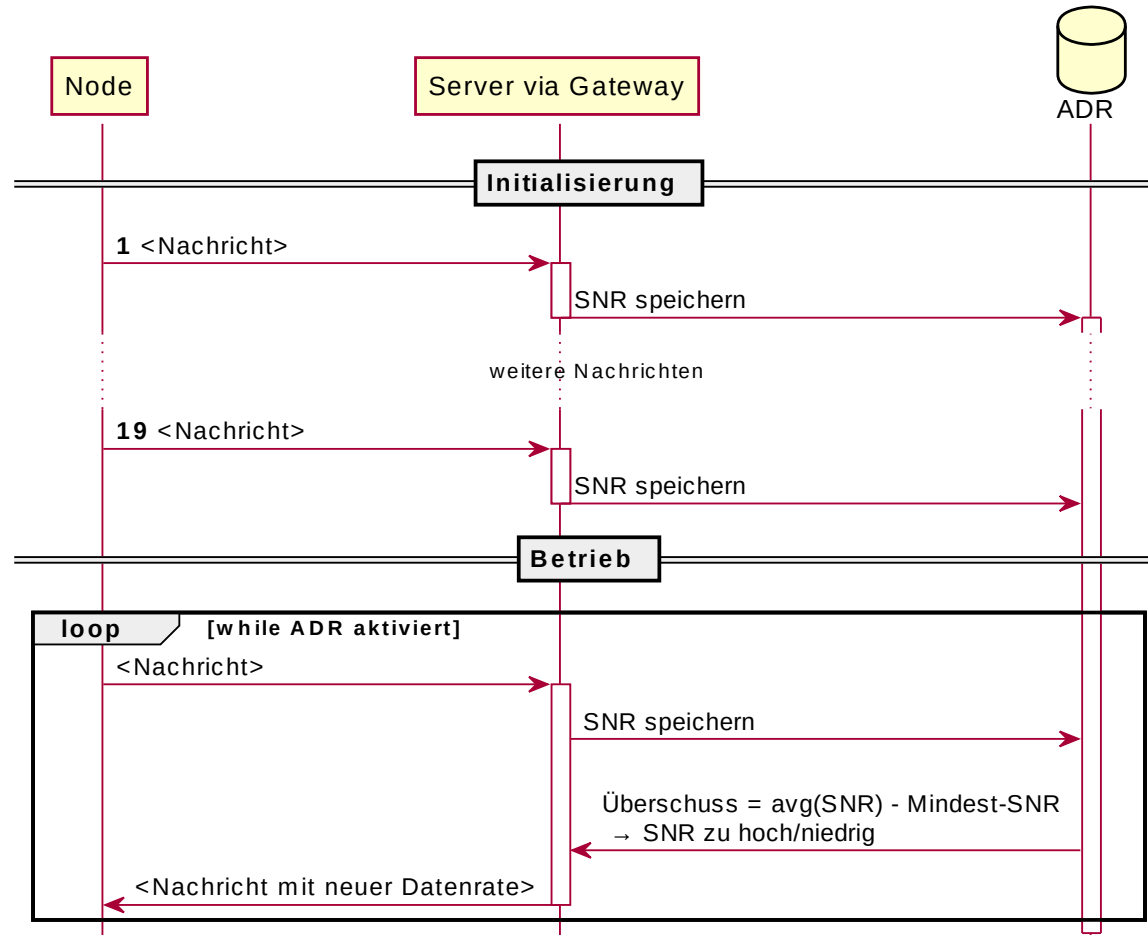 Node
Server via Gateway
ADR
Initialisierung
1 <Nachricht>
SNR speichern
weitere Nachrichten
19 <Nachricht>
SNR speichern
Betrieb
loop [while ADR aktiviert]
<Nachricht>
SNR speichern
Überschuss = avg(SNR) - Mindest-SNR
→ SNR zu hoch/niedrig
<Nachricht mit neuer Datenrate>